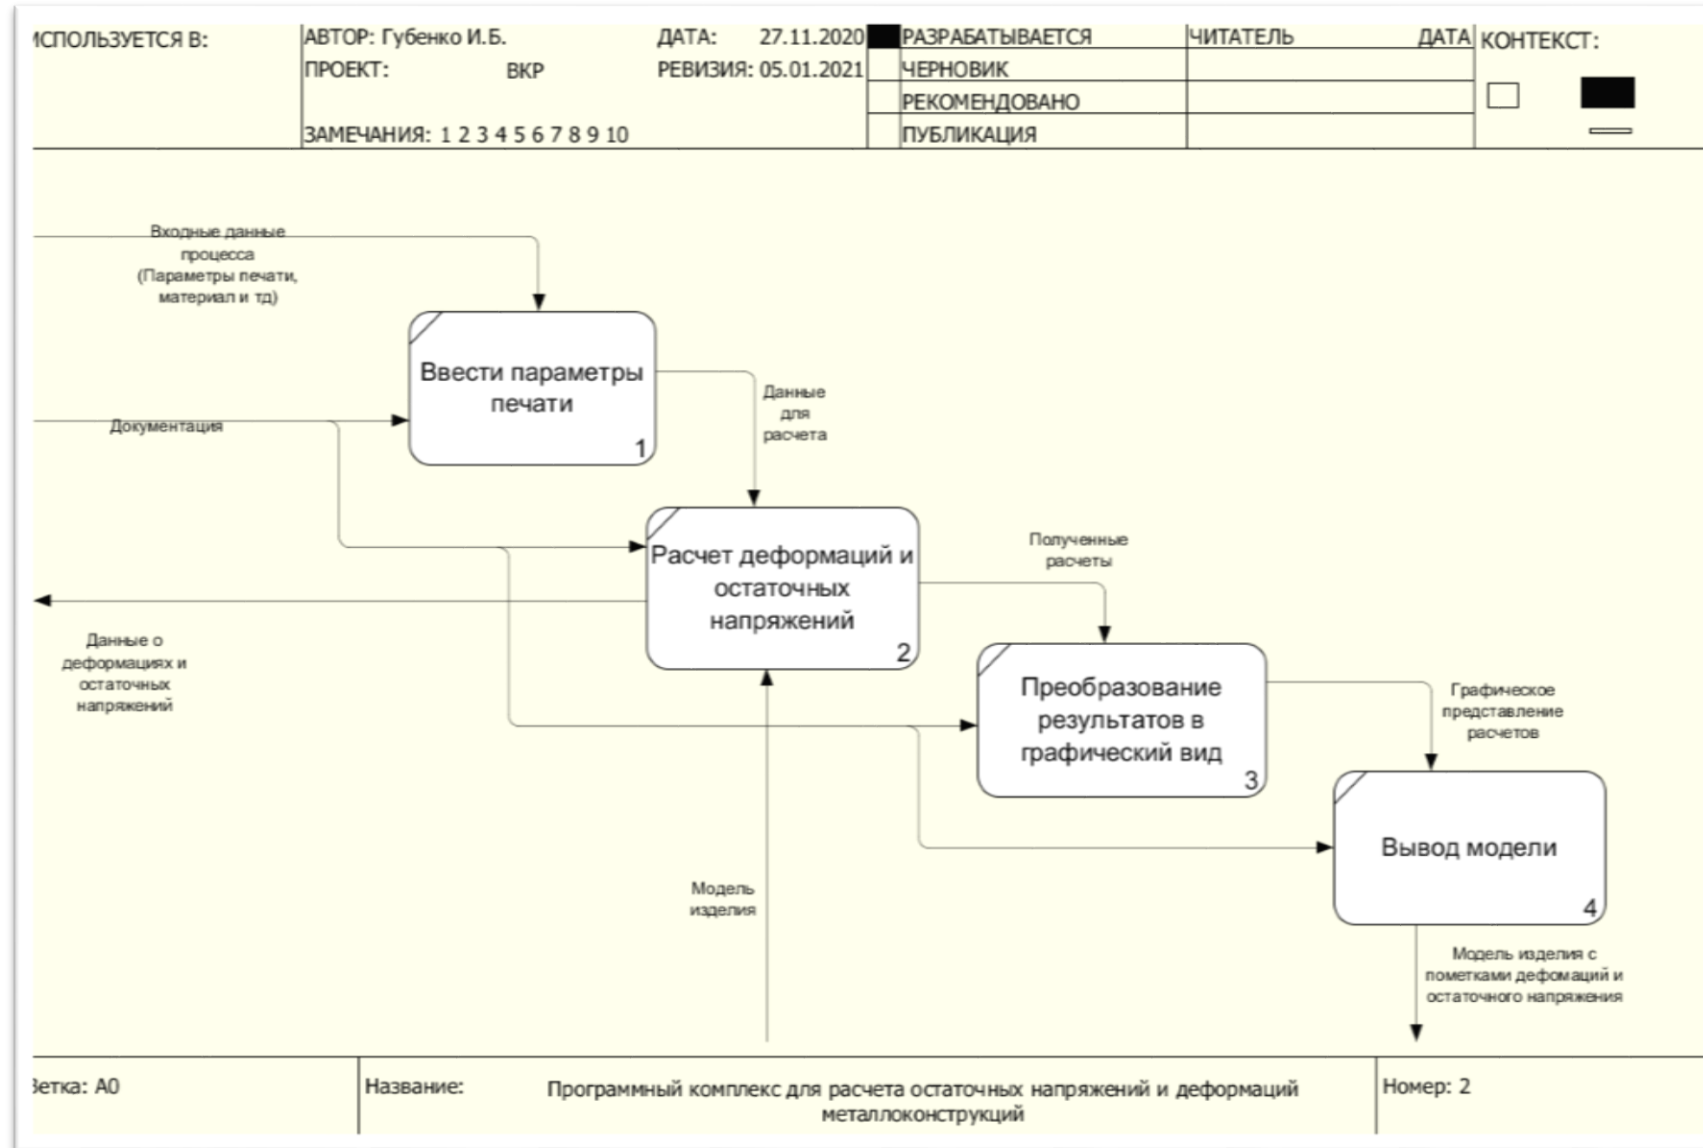 ИСПОЛЬЗУЕТСЯ В:
АВТОР: Губенко И.Б.
ДАТА: 27.11.2020
РАЗРАБАТЫВАЕТСЯ
ЧИТАТЕЛЬ
ДАТА
КОНТЕКСТ:
ПРОЕКТ: ВКР
РЕВИЗИЯ: 05.01.2021
ЧЕРНОВИК
РЕКОМЕНДОВАНО
ЗАМЕЧАНИЯ: 1 2 3 4 5 6 7 8 9 10
ПУБЛИКАЦИЯ
Входные данные
процесса
(Параметры печати,
материал и тд)
Ввести параметры
печати
1
Данные
для
расчета
Документация
Расчет деформаций и
остаточных
напряжений
2
Полученные
расчеты
Данные о
деформациях и
остаточных
напряжений
Преобразование
результатов в
графический вид
3
Графическое
представление
расчетов
Вывод модели
4
Модель
изделия
Модель изделия с
пометками дефомаций и
остаточного напряжения
Ветка: A0
Название:
Программный комплекс для расчета остаточных напряжений и деформаций
металлоконструкций
Номер: 2